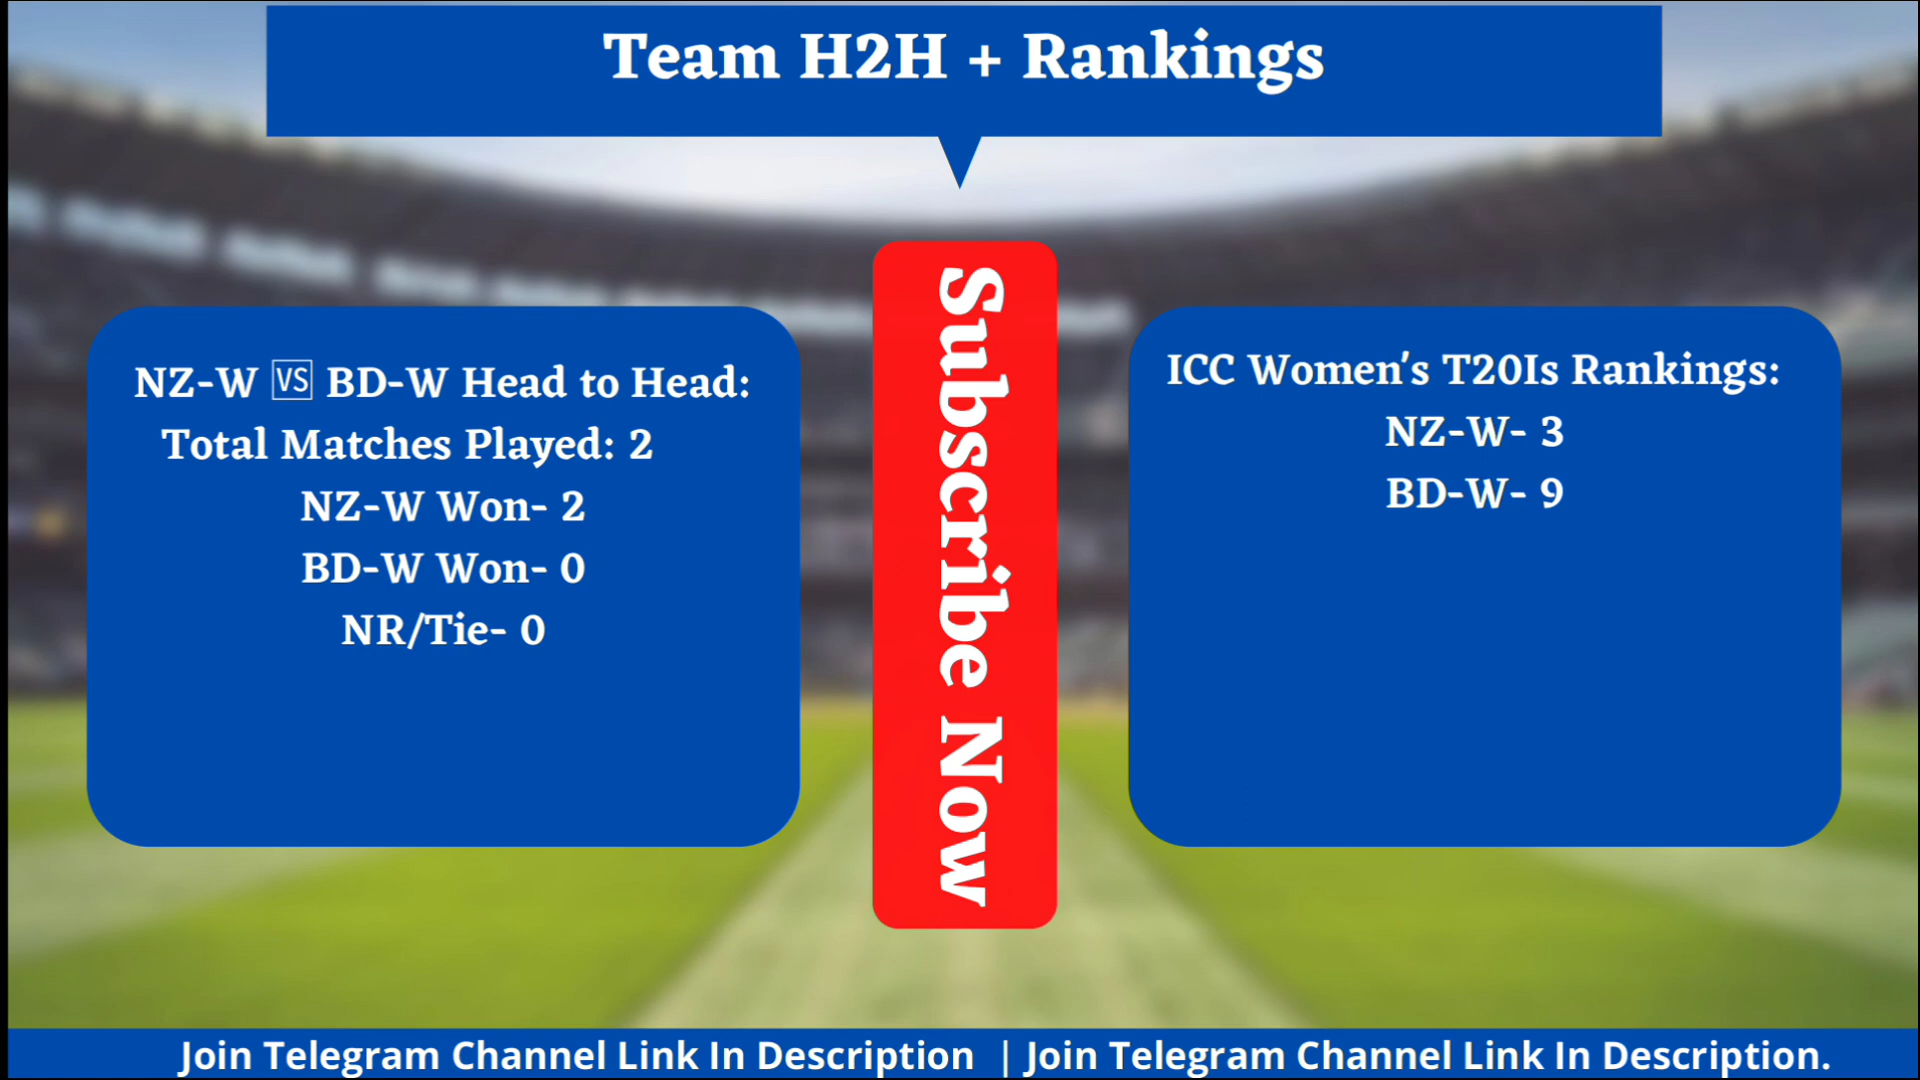 Team H2H + Rankings
NZ-W 🆚 BD-W Head to Head:
Total Matches Played: 2
NZ-W Won- 2
BD-W Won- 0
NR/Tie- 0
Subscribe Now
ICC Women's T20Is Rankings:
NZ-W- 3
BD-W- 9
Join Telegram Channel Link In Description | Join Telegram Channel Link In Description.